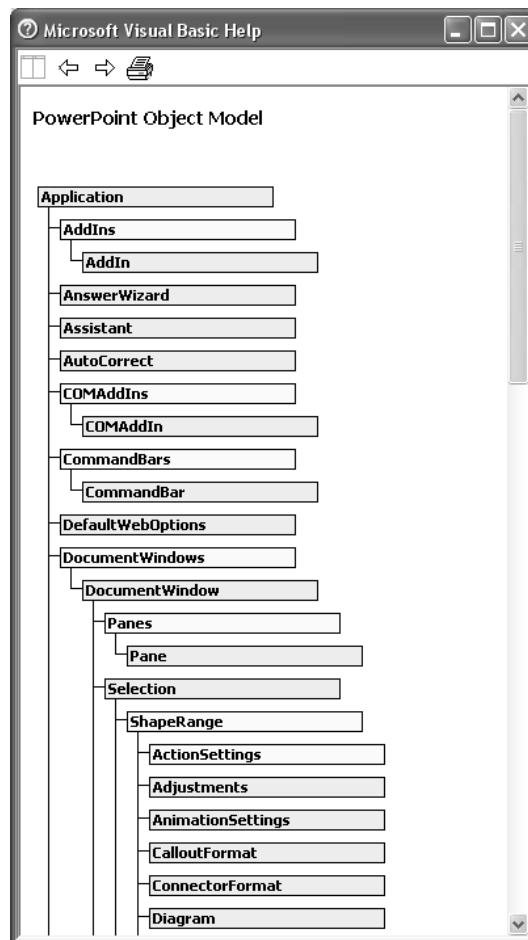 Microsoft Visual Basic Help
PowerPoint Object Model
Application
AddIns
AddIn
AnswerWizard
Assistant
AutoCorrect
COMAddIns
COMAddIn
CommandBars
CommandBar
DefaultWebOptions
DocumentWindows
DocumentWindow
Panes
Pane
Selection
ShapeRange
ActionSettings
Adjustments
AnimationSettings
CalloutFormat
ConnectorFormat
Diagram